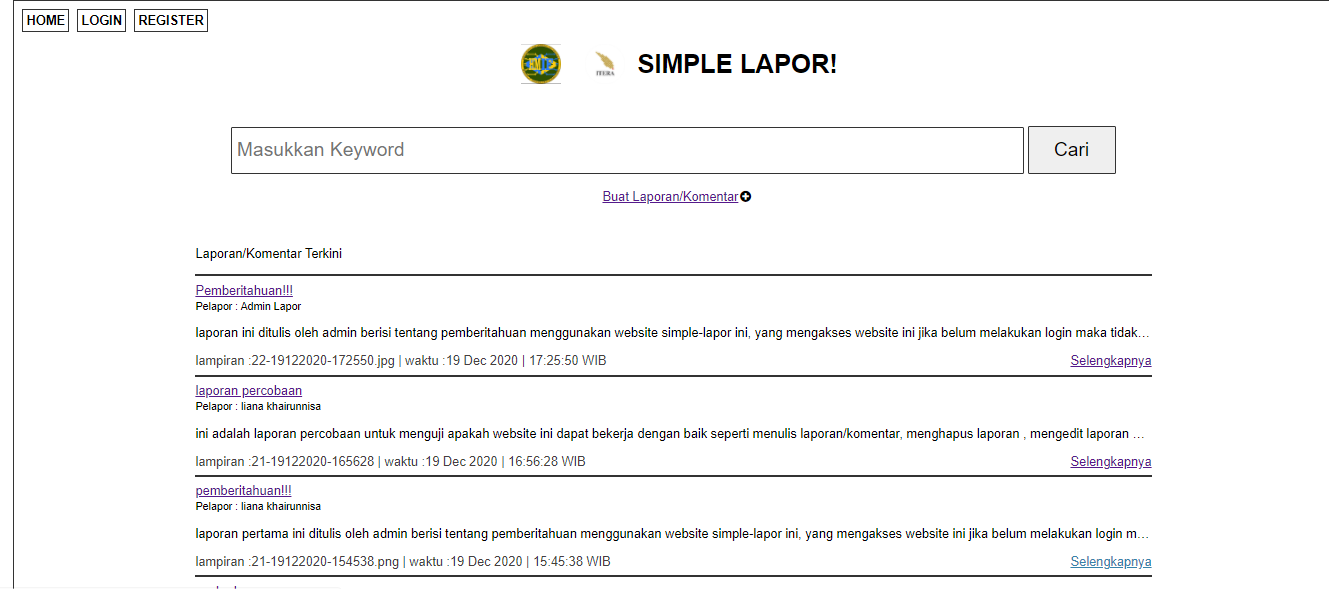 HOME LOGIN REGISTER
ITERA SIMPLE LAPOR!
Masukkan Keyword Cari
Buat Laporan/Komentar
Laporan/Komentar Terkini
Pemberitahuan!!!
Pelapor : Admin Lapor
laporan ini ditulis oleh admin berisi tentang pemberitahuan menggunakan website simple-lapor ini, yang mengakses website ini jika belum melakukan login maka tidak...
lampiran :22-19122020-172550.jpg | waktu :19 Dec 2020 | 17:25:50 WIB Selengkapnya
laporan percobaan
Pelapor : liana khairunnisa
ini adalah laporan percobaan untuk menguji apakah website ini dapat bekerja dengan baik seperti menulis laporan/komentar, menghapus laporan , mengedit laporan ...
lampiran :21-19122020-165628 | waktu :19 Dec 2020 | 16:56:28 WIB Selengkapnya
pemberitahuan!!!
Pelapor : liana khairunnisa
laporan pertama ini ditulis oleh admin berisi tentang pemberitahuan menggunakan website simple-lapor ini, yang mengakses website ini jika belum melakukan login m...
lampiran :21-19122020-154538.png | waktu :19 Dec 2020 | 15:45:38 WIB Selengkapnya